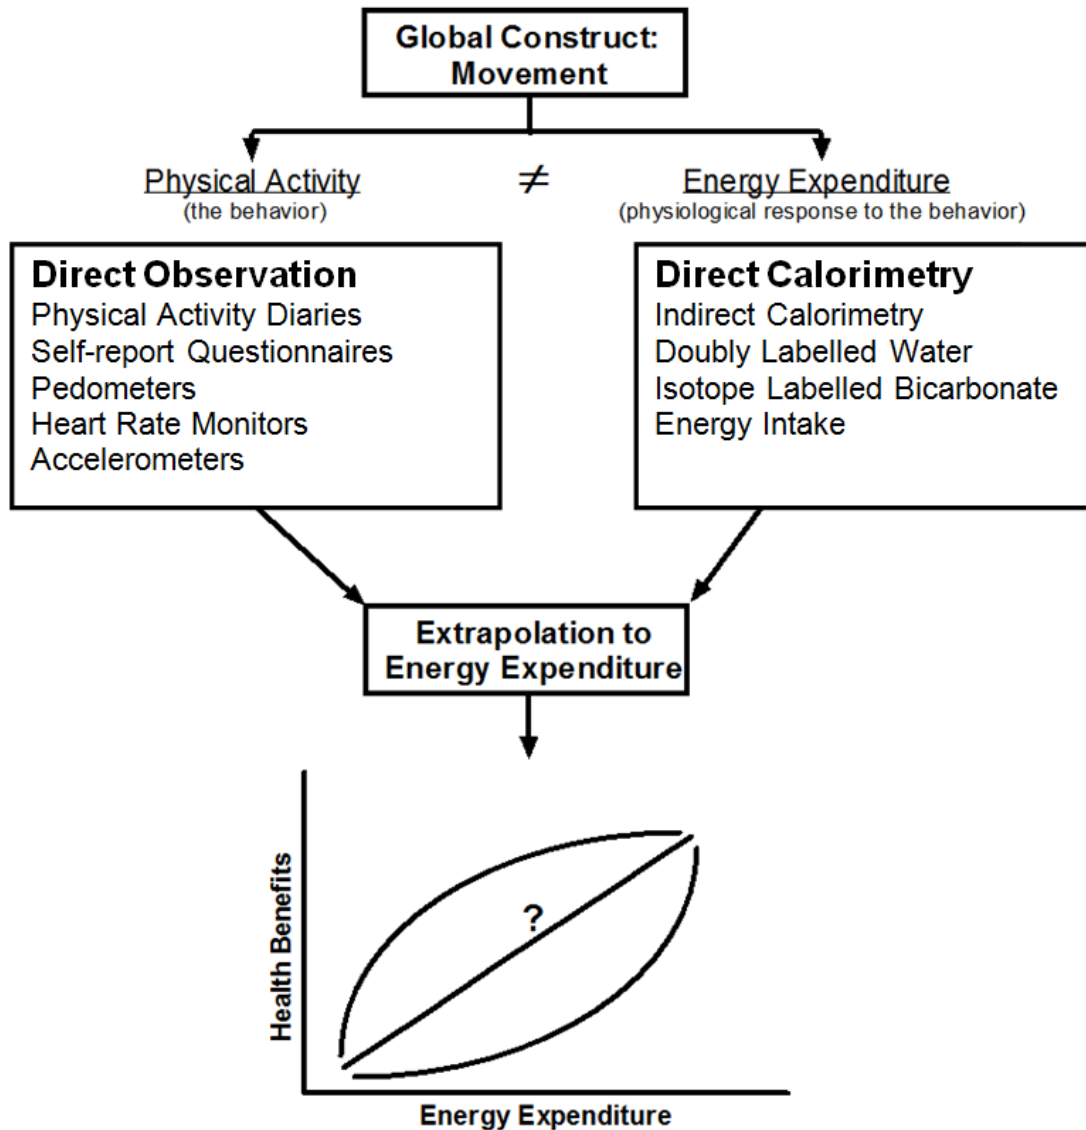 Global Construct:
Movement
Physical Activity
(the behavior)
≠
Energy Expenditure
(physiological response to the behavior)
Direct Observation
Physical Activity Diaries
Self-report Questionnaires
Pedometers
Heart Rate Monitors
Accelerometers
Direct Calorimetry
Indirect Calorimetry
Doubly Labelled Water
Isotope Labelled Bicarbonate
Energy Intake
Extrapolation to
Energy Expenditure
Health Benefits
?
Energy Expenditure